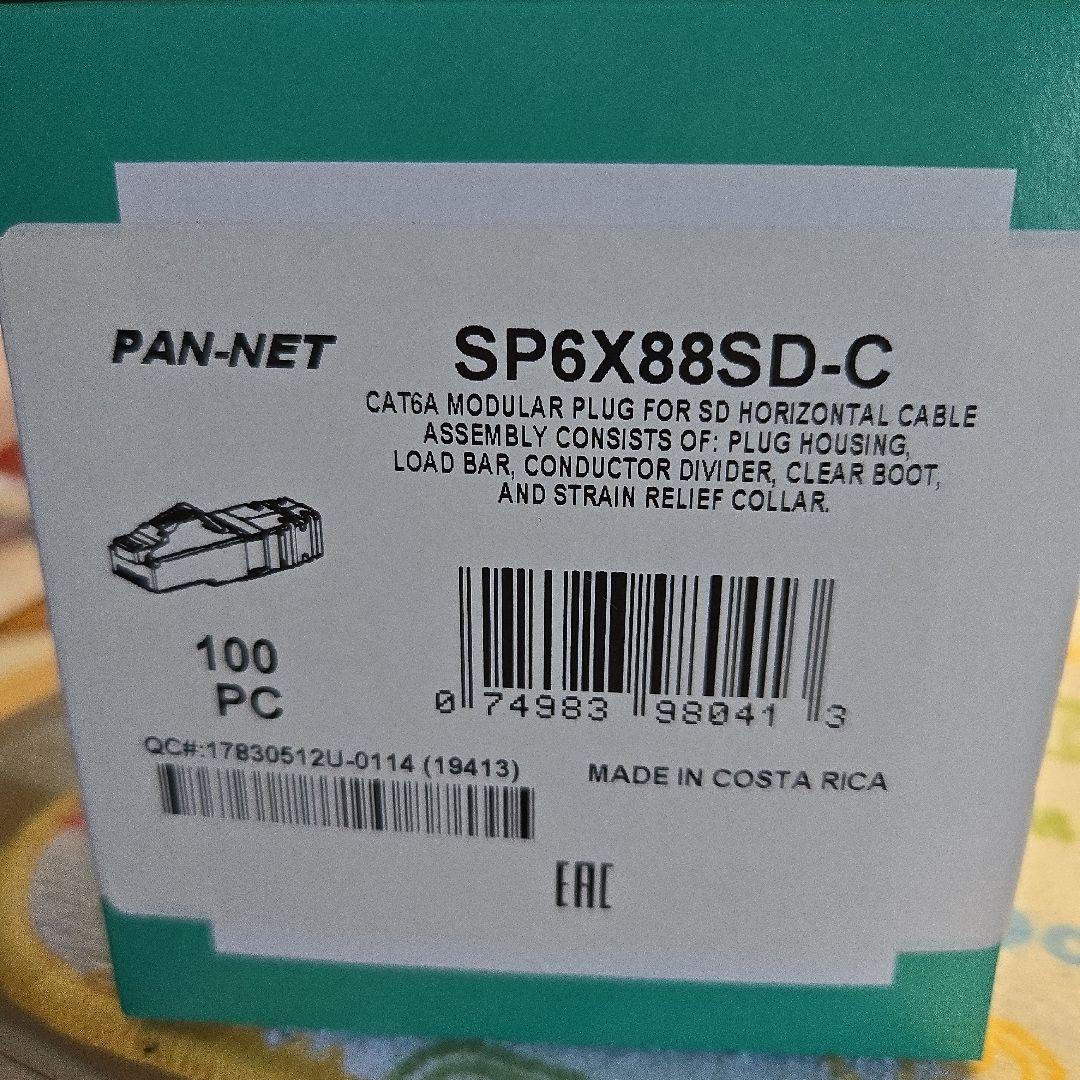 PAN-NET
SP6X88SD-C
CAT6A MODULAR PLUG FOR SD HORIZONTAL CABLE
ASSEMBLY CONSISTS OF: PLUG HOUSING,
LOAD BAR, CONDUCTOR DIVIDER, CLEAR BOOT,
AND STRAIN RELIEF COLLAR.
100
PC
0 74983 98041 3
QC#:17830512U-0114 (19413)
MADE IN COSTA RICA
EAC